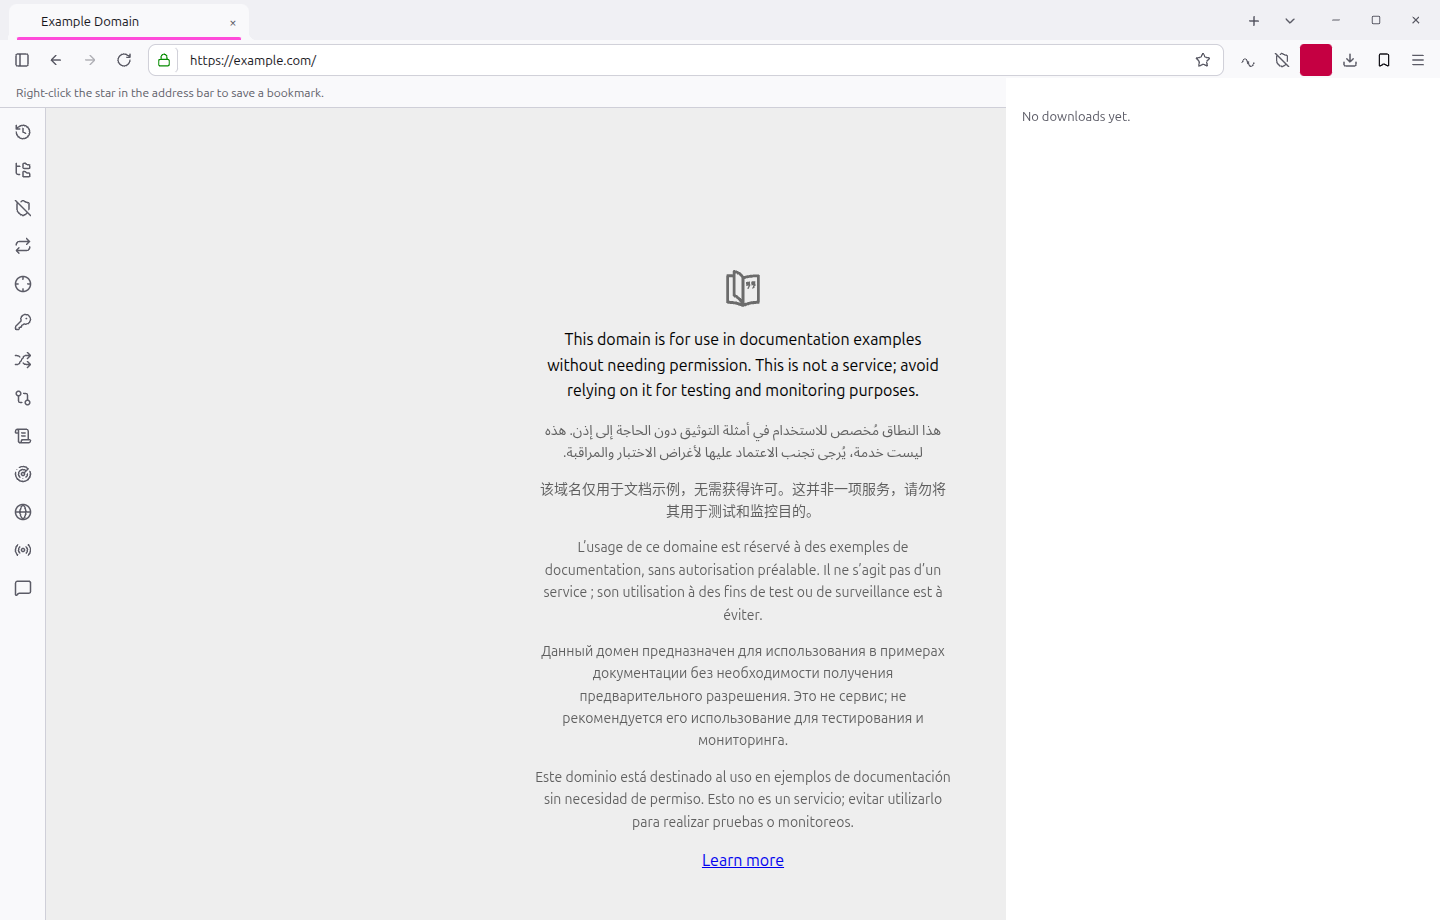 Example Domain
https://example.com/
Right-click the star in the address bar to save a bookmark.
No downloads yet.
This domain is for use in documentation examples
without needing permission. This is not a service; avoid
relying on it for testing and monitoring purposes.
هذا النطاق مُخصص للاستخدام في أمثلة التوثيق دون الحاجة إلى إذن. هذه
ليست خدمة، يُرجى تجنب الاعتماد عليها لأغراض الاختبار والمراقبة.
该域名仅用于文档示例，无需获得许可。这并非一项服务，请勿将
其用于测试和监控目的。
L’usage de ce domaine est réservé à des exemples de
documentation, sans autorisation préalable. Il ne s’agit pas d’un
service ; son utilisation à des fins de test ou de surveillance est à
éviter.
Данный домен предназначен для использования в примерах
документации без необходимости получения
предварительного разрешения. Это не сервис; не
рекомендуется его использование для тестирования и
мониторинга.
Este dominio está destinado al uso en ejemplos de documentación
sin necesidad de permiso. Esto no es un servicio; evitar utilizarlo
para realizar pruebas o monitoreos.
Learn more